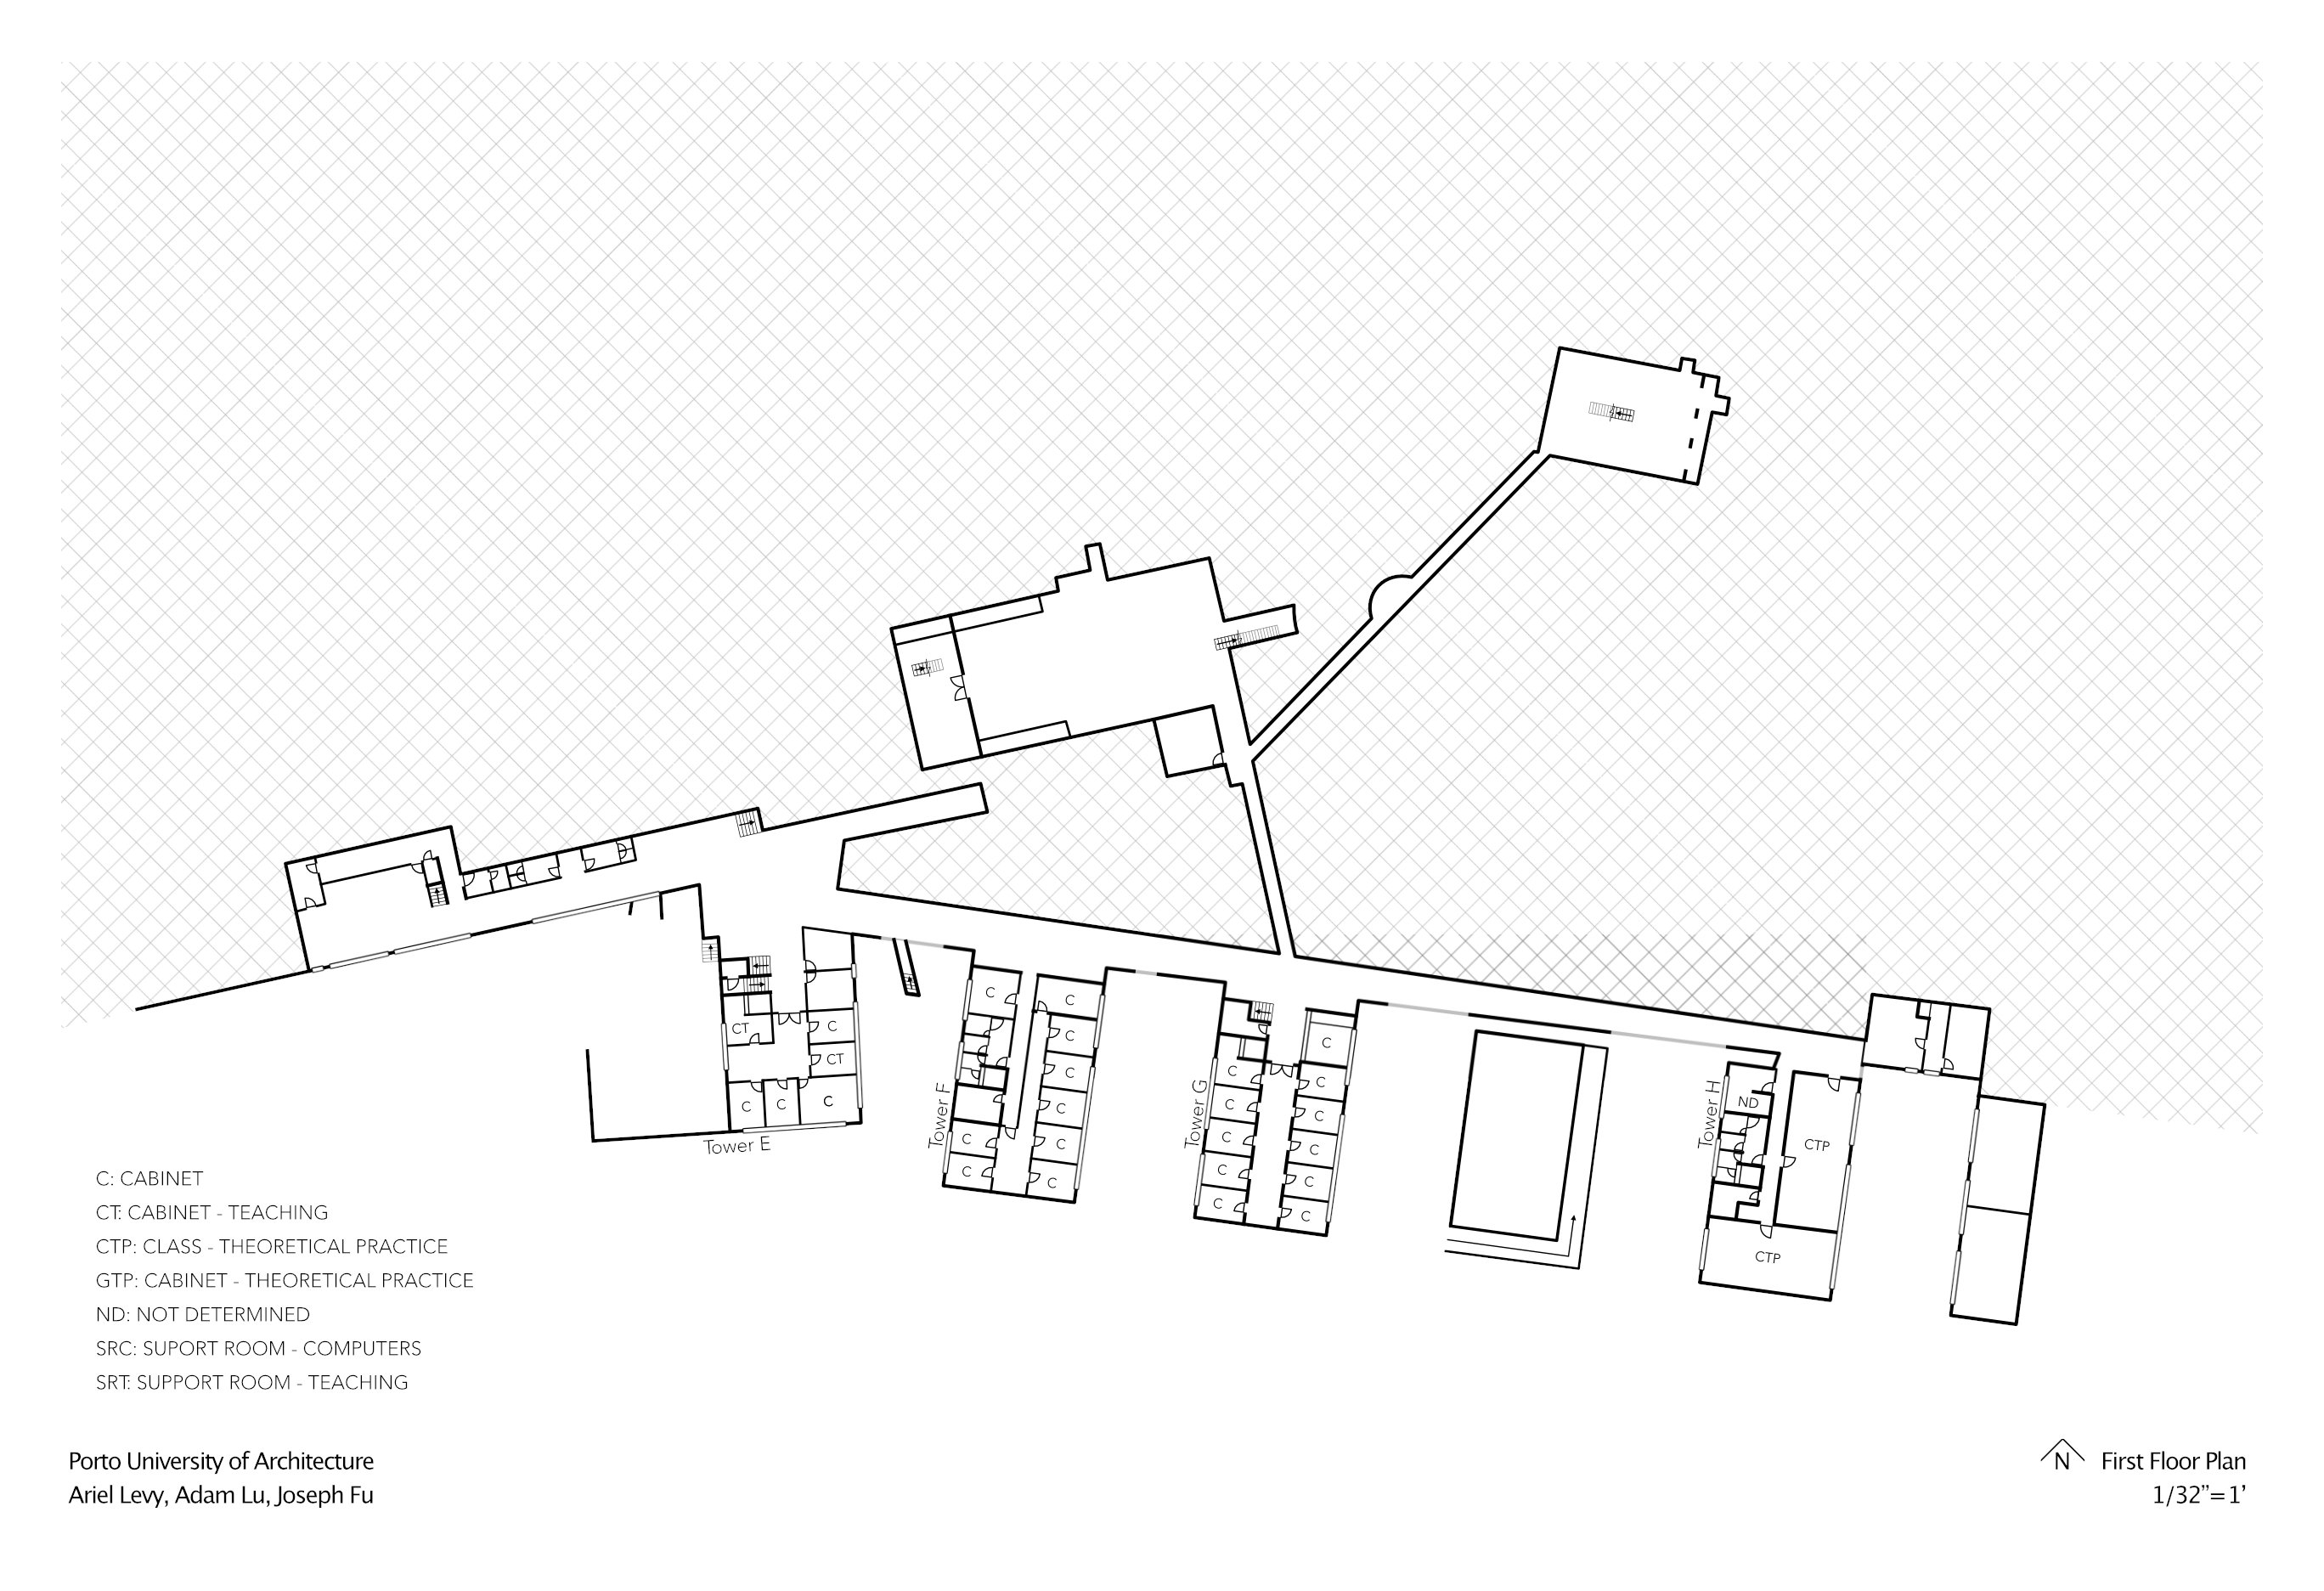 CT
C
CT
C
C
C
Tower E
C
C
C
C
C
C
C
C
C
Tower F
C
C
C
C
C
C
C
C
C
C
C
Tower G
ND
CTP
CTP
Tower H
C: CABINET
CT: CABINET - TEACHING
CTP: CLASS - THEORETICAL PRACTICE
GTP: CABINET - THEORETICAL PRACTICE
ND: NOT DETERMINED
SRC: SUPORT ROOM - COMPUTERS
SRT: SUPPORT ROOM - TEACHING
Porto University of Architecture
Ariel Levy, Adam Lu, Joseph Fu
N
First Floor Plan
1/32”=1’